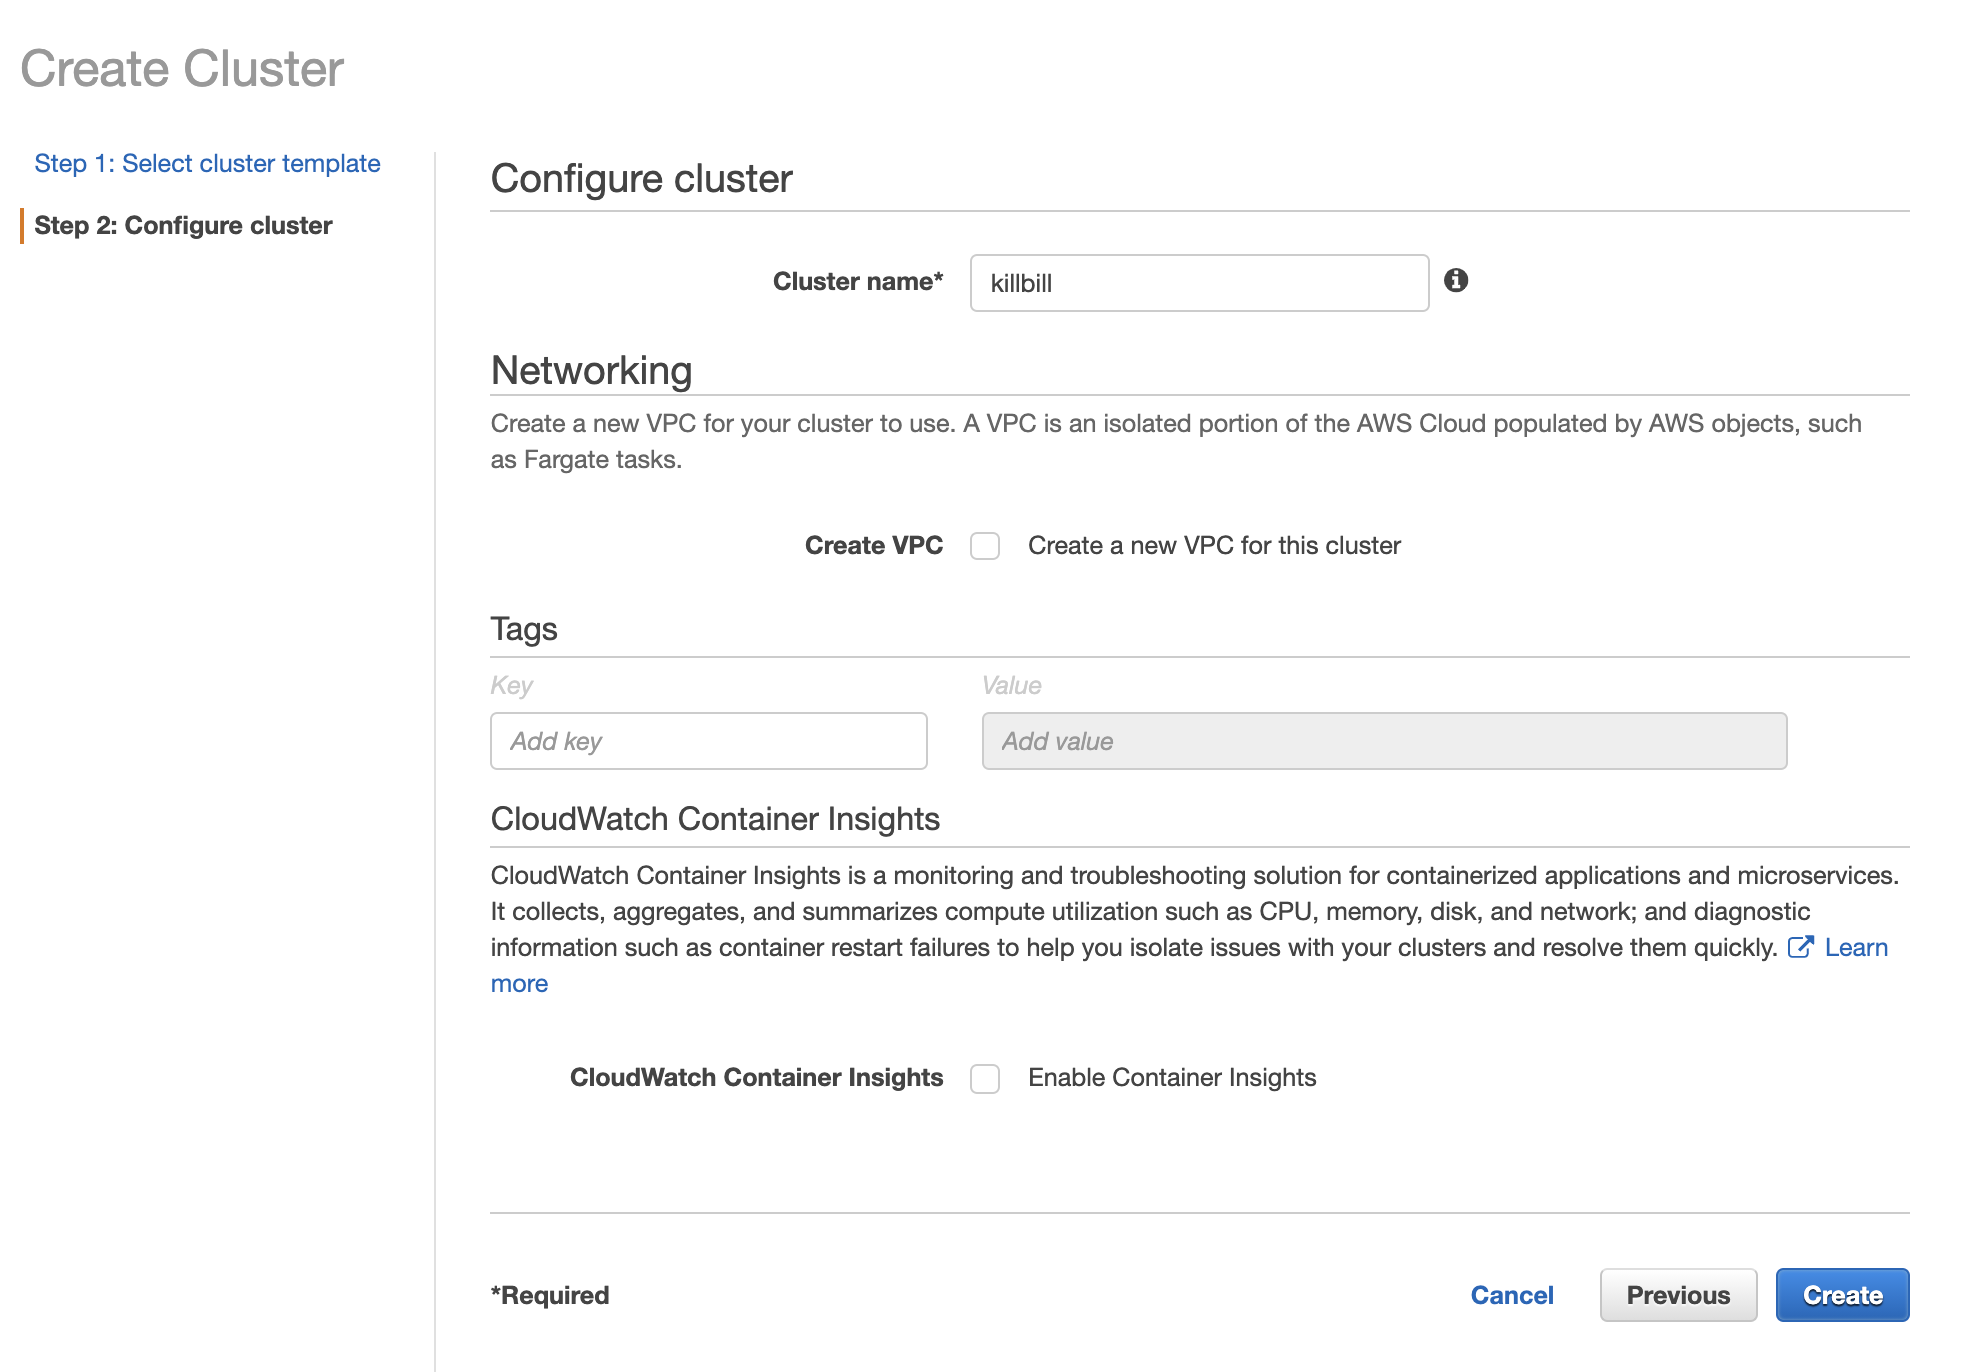 Create Cluster
Step 1: Select cluster template
Step 2: Configure cluster
Configure cluster
Cluster name* killbill
Networking
Create a new VPC for your cluster to use. A VPC is an isolated portion of the AWS Cloud populated by AWS objects, such
as Fargate tasks.
Create VPC Create a new VPC for this cluster
Tags
Key Value
Add key Add value
CloudWatch Container Insights
CloudWatch Container Insights is a monitoring and troubleshooting solution for containerized applications and microservices.
It collects, aggregates, and summarizes compute utilization such as CPU, memory, disk, and network; and diagnostic
information such as container restart failures to help you isolate issues with your clusters and resolve them quickly. Learn
more
CloudWatch Container Insights Enable Container Insights
*Required Cancel Previous Create